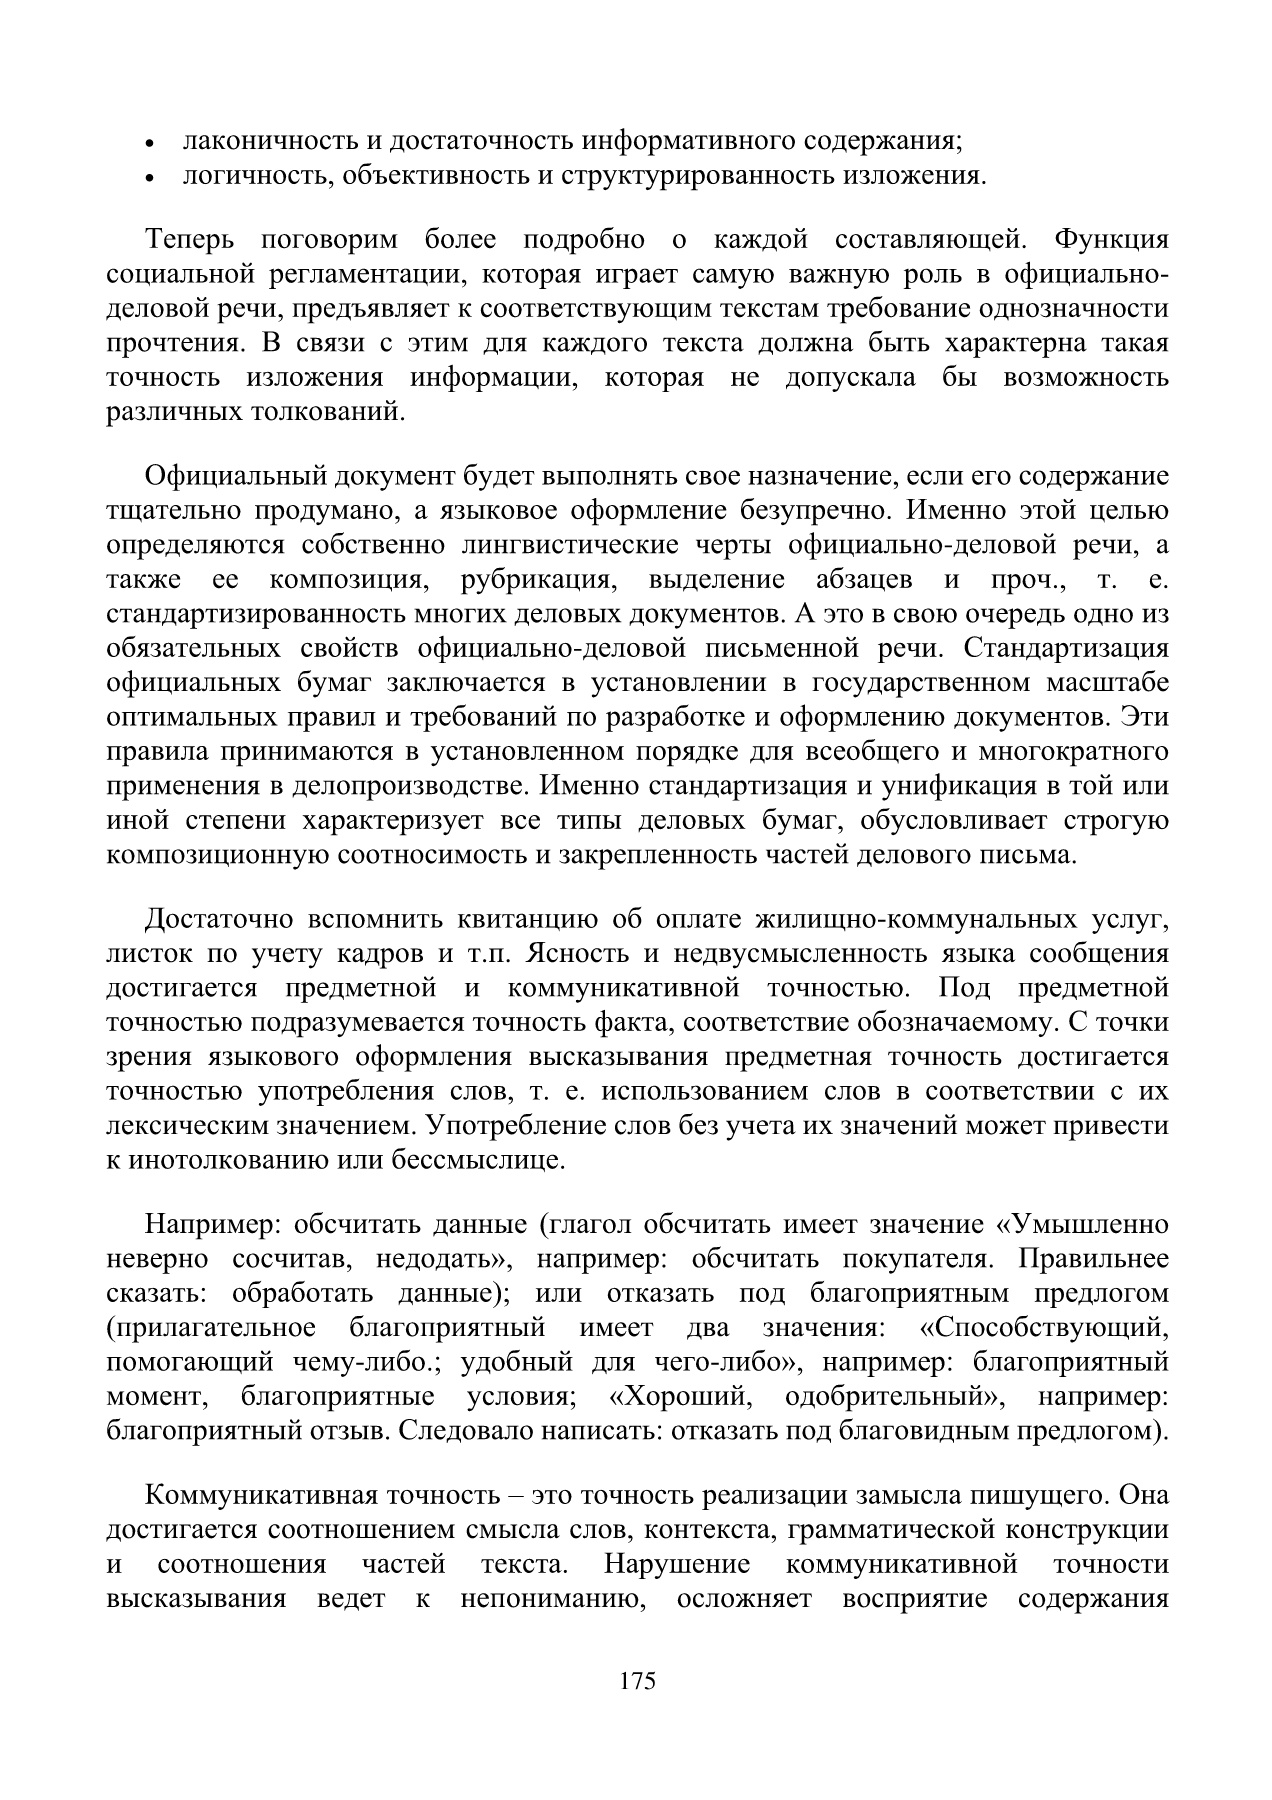 • лаконичность и достаточность информативного содержания;
• логичность, объективность и структурированность изложения.
Теперь поговорим более подробно о каждой составляющей. Функция
социальной регламентации, которая играет самую важную роль в официально-
деловой речи, предъявляет к соответствующим текстам требование однозначности
прочтения. В связи с этим для каждого текста должна быть характерна такая
точность изложения информации, которая не допускала бы возможность
различных толкований.
Официальный документ будет выполнять свое назначение, если его содержание
тщательно продумано, а языковое оформление безупречно. Именно этой целью
определяются собственно лингвистические черты официально-деловой речи, а
также ее композиция, рубрикация, выделение абзацев и проч., т. е.
стандартизированность многих деловых документов. А это в свою очередь одно из
обязательных свойств официально-деловой письменной речи. Стандартизация
официальных бумаг заключается в установлении в государственном масштабе
оптимальных правил и требований по разработке и оформлению документов. Эти
правила принимаются в установленном порядке для всеобщего и многократного
применения в делопроизводстве. Именно стандартизация и унификация в той или
иной степени характеризует все типы деловых бумаг, обусловливает строгую
композиционную соотносимость и закрепленность частей делового письма.
Достаточно вспомнить квитанцию об оплате жилищно-коммунальных услуг,
листок по учету кадров и т.п. Ясность и недвусмысленность языка сообщения
достигается предметной и коммуникативной точностью. Под предметной
точностью подразумевается точность факта, соответствие обозначаемому. С точки
зрения языкового оформления высказывания предметная точность достигается
точностью употребления слов, т. е. использованием слов в соответствии с их
лексическим значением. Употребление слов без учета их значений может привести
к инотолкованию или бессмыслице.
Например: обсчитать данные (глагол обсчитать имеет значение «Умышленно
неверно сосчитав, недодать», например: обсчитать покупателя. Правильнее
сказать: обработать данные); или отказать под благоприятным предлогом
(прилагательное благоприятный имеет два значения: «Способствующий,
помогающий чему-либо.; удобный для чего-либо», например: благоприятный
момент, благоприятные условия; «Хороший, одобрительный», например:
благоприятный отзыв. Следовало написать: отказать под благовидным предлогом).
Коммуникативная точность – это точность реализации замысла пишущего. Она
достигается соотношением смысла слов, контекста, грамматической конструкции
и соотношения частей текста. Нарушение коммуникативной точности
высказывания ведет к непониманию, осложняет восприятие содержания
175